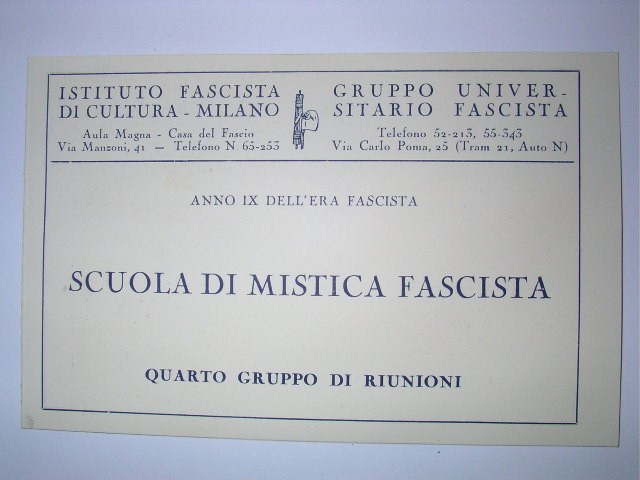 ISTITUTO FASCISTA
DI CULTURA - MILANO
Aula Magna - Casa del Fascio
Via Manzoni, 41 — Telefono N 65-253
GRUPPO UNIVER-
SITARIO FASCISTA
Telefono 52-213, 55-343
Via Carlo Poma, 25 (Tram 21, Auto N)
ANNO IX DELL'ERA FASCISTA
SCUOLA DI MISTICA FASCISTA
QUARTO GRUPPO DI RIUNIONI